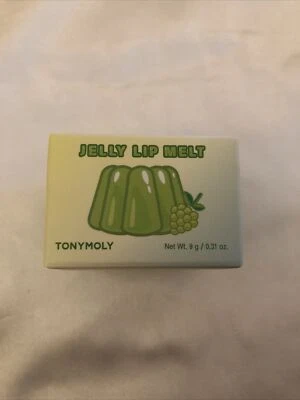 JELLY LIP MELT
TONYMOLY
Net Wt. 9 g / 0.31 oz.